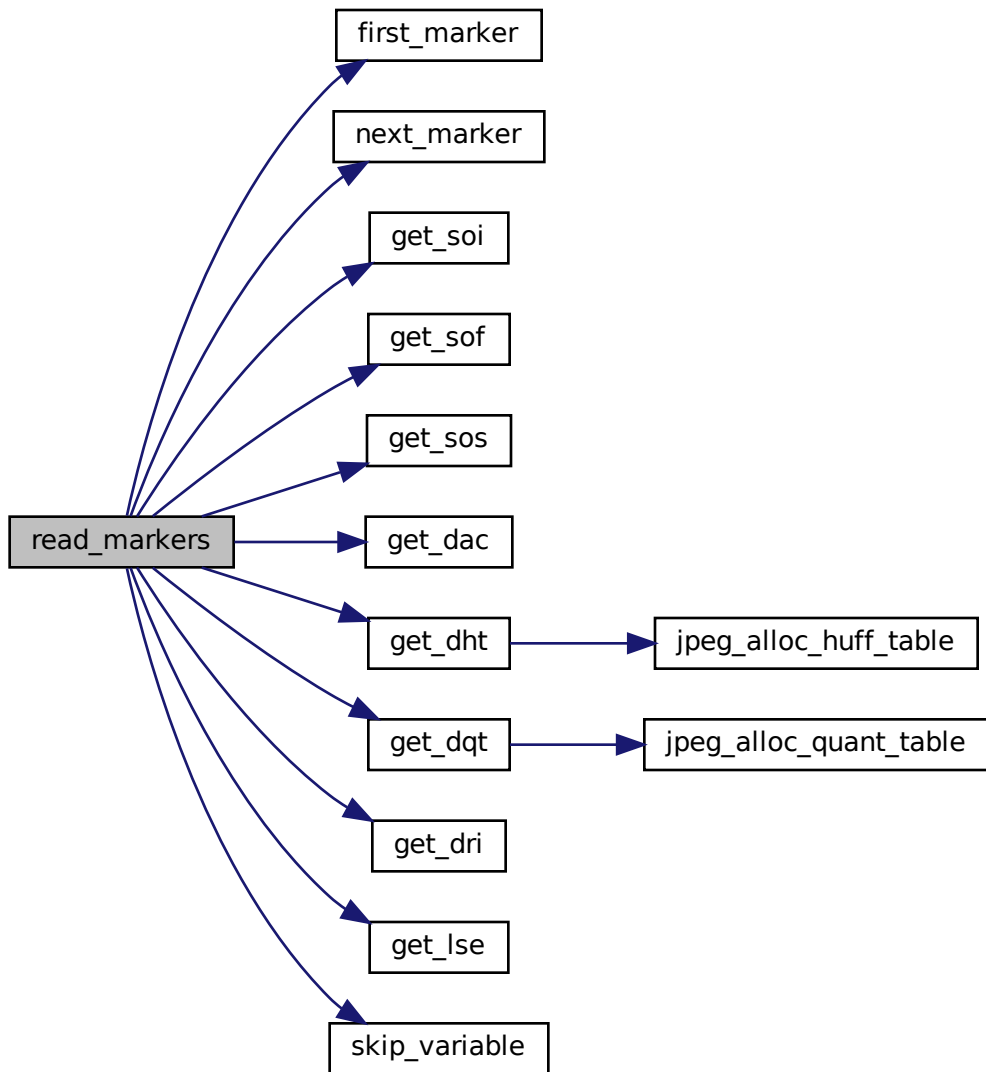 first_marker
next_marker
get_soi
get_sof
get_sos
read_markers
get_dac
get_dht
jpeg_alloc_huff_table
get_dqt
jpeg_alloc_quant_table
get_dri
get_lse
skip_variable